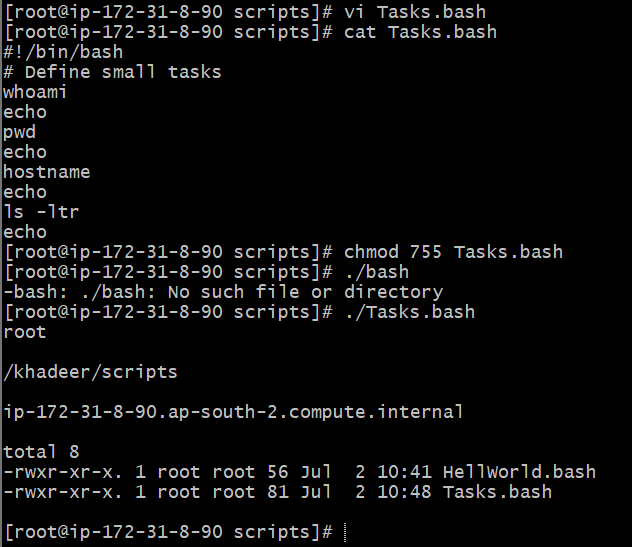 [root@ip-172-31-8-90 scripts]# vi Tasks.bash
[root@ip-172-31-8-90 scripts]# cat Tasks.bash
#!/bin/bash
# Define small tasks
whoami
echo
pwd
echo
hostname
echo
ls -ltr
echo
[root@ip-172-31-8-90 scripts]# chmod 755 Tasks.bash
[root@ip-172-31-8-90 scripts]# ./bash
-bash: ./bash: No such file or directory
[root@ip-172-31-8-90 scripts]# ./Tasks.bash
root
/khadeer/scripts
ip-172-31-8-90.ap-south-2.compute.internal
total 8
-rwxr-xr-x. 1 root root 56 Jul  2 10:41 HellWorld.bash
-rwxr-xr-x. 1 root root 81 Jul  2 10:48 Tasks.bash
[root@ip-172-31-8-90 scripts]#